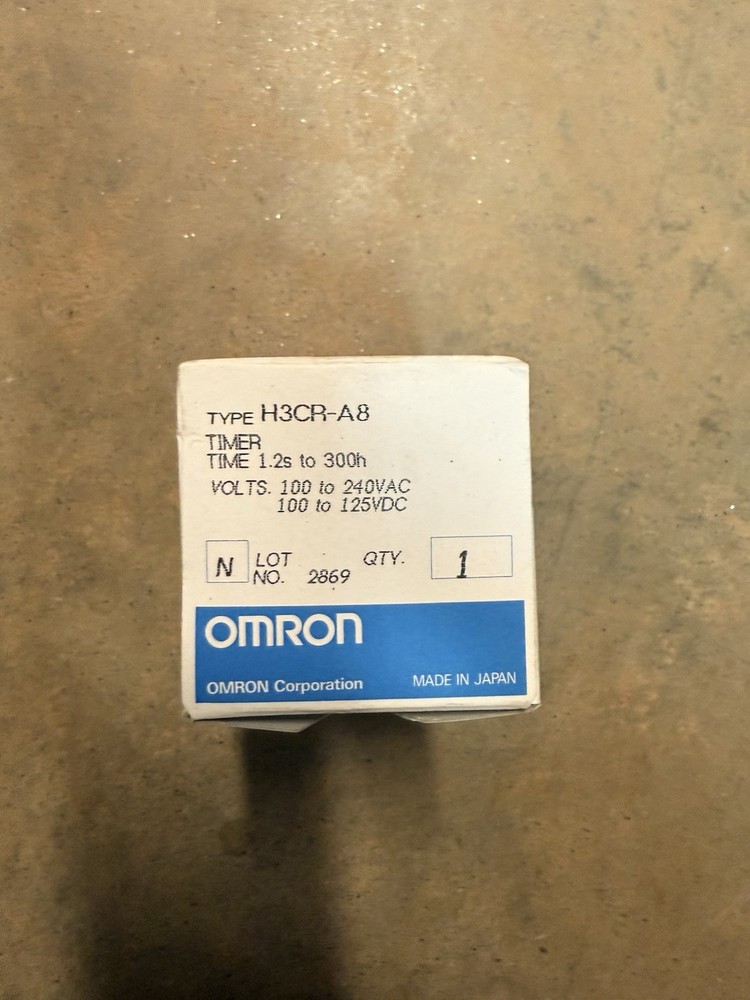 TYPE H3CR-A8
TIMER
TIME 1.2s to 300h
VOLTS. 100 to 240VAC
100 to 125VDC
N LOT NO. 2869 QTY. 1
OMRON
OMRON Corporation MADE IN JAPAN